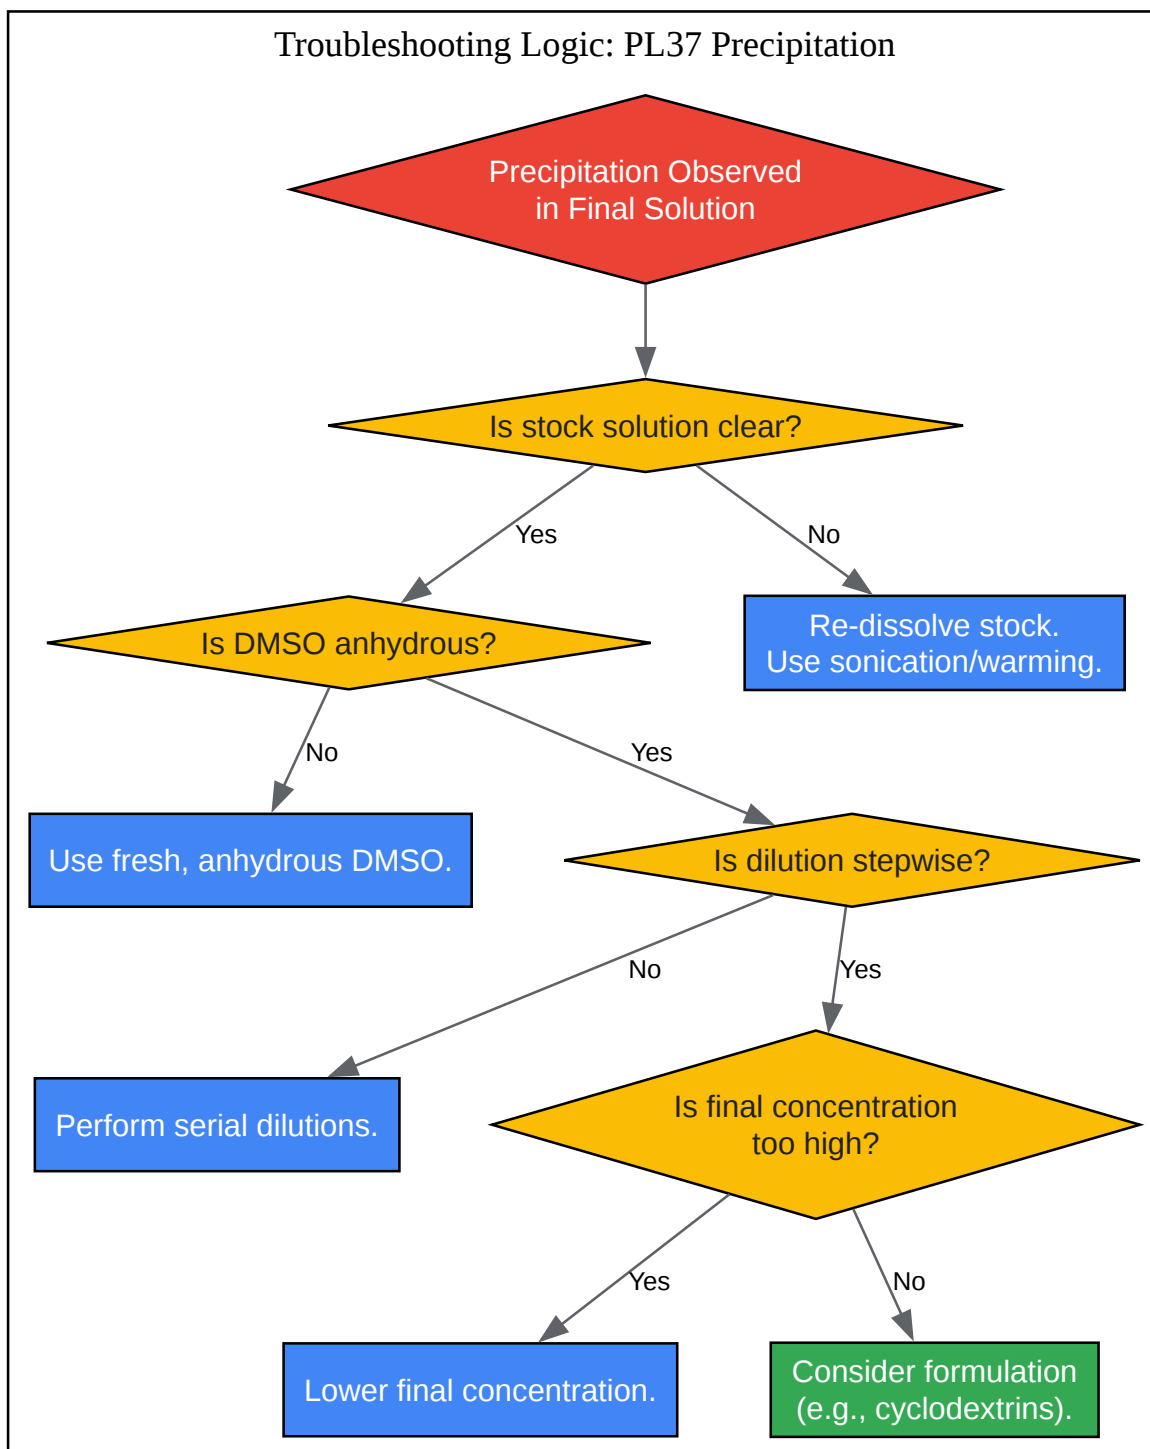 Troubleshooting Logic: PL37 Precipitation
Precipitation Observed
in Final Solution
Is stock solution clear?
Yes
No
Is DMSO anhydrous?
Re-dissolve stock.
Use sonication/warming.
No
Yes
Use fresh, anhydrous DMSO.
Is dilution stepwise?
No
Yes
Perform serial dilutions.
Is final concentration
too high?
Yes
No
Lower final concentration.
Consider formulation
(e.g., cyclodextrins).